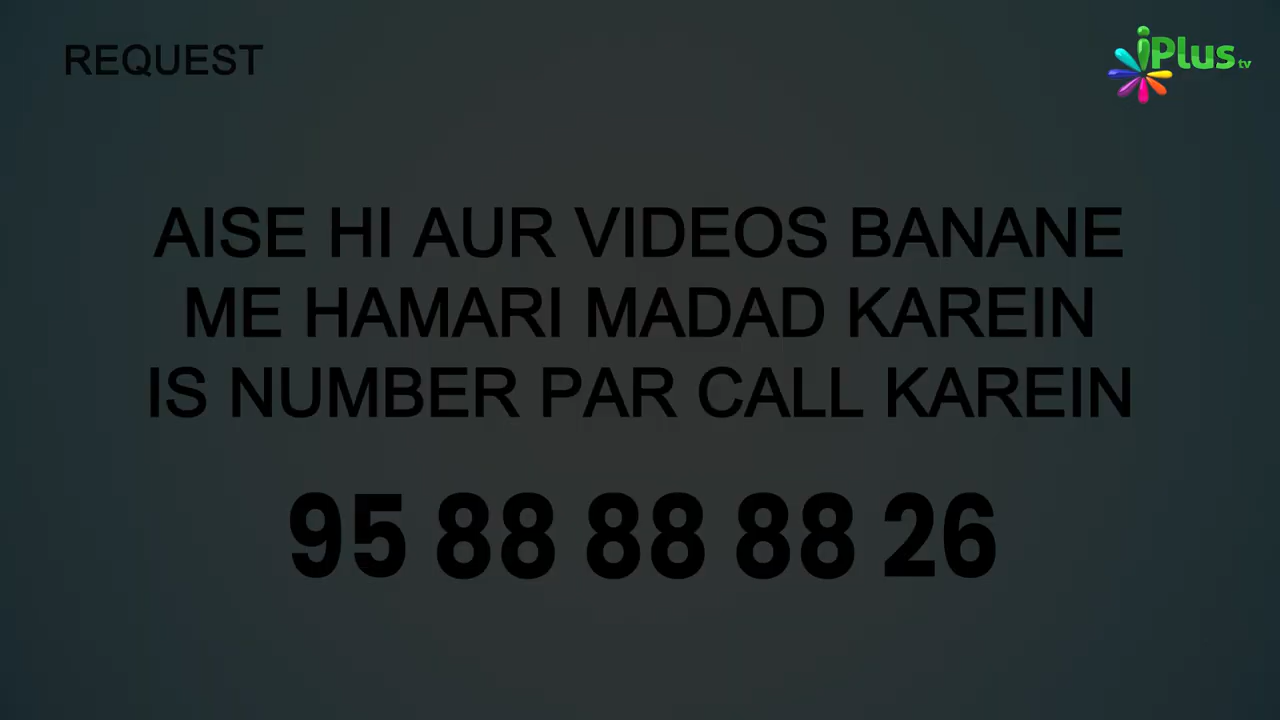 REQUEST
iPlus tv
AISE HI AUR VIDEOS BANANE
ME HAMARI MADAD KAREIN
IS NUMBER PAR CALL KAREIN
95 88 88 88 26